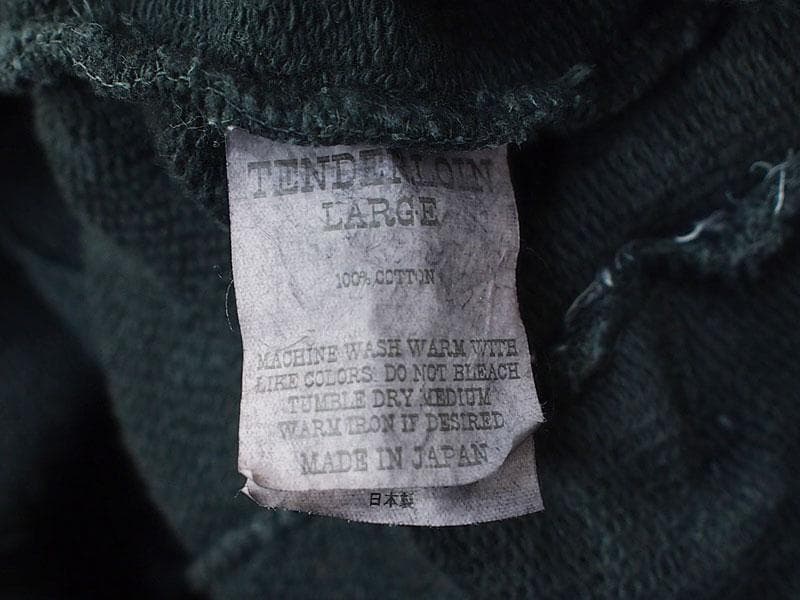 TENDERLOIN
LARGE
100% COTTON
MACHINE WASH WARM WITH
LIKE COLORS. DO NOT BLEACH
TUMBLE DRY MEDIUM
WARM IRON IF DESIRED
MADE IN JAPAN
日本製